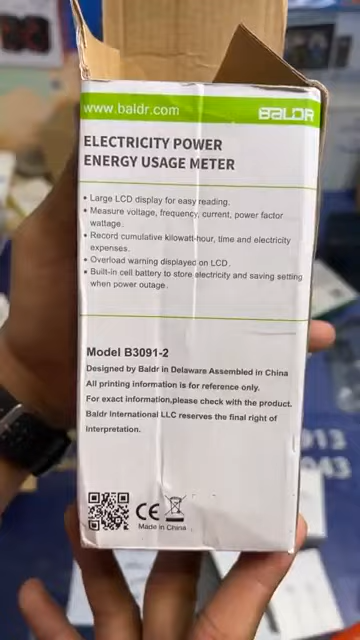 www.baldr.com BALDR
ELECTRICITY POWER
ENERGY USAGE METER
• Large LCD display for easy reading.
• Measure voltage, frequency, current, power factor
wattage.
• Record cumulative kilowatt-hour, time and electricity
expenses.
• Overload warning displayed on LCD.
• Built-in cell battery to store electricity and saving setting
when power outage.
Model B3091-2
Designed by Baldr in Delaware Assembled in China
All printing information is for reference only.
For exact information,please check with the product.
Baldr International LLC reserves the final right of
interpretation.
CE
Made in China
913
043